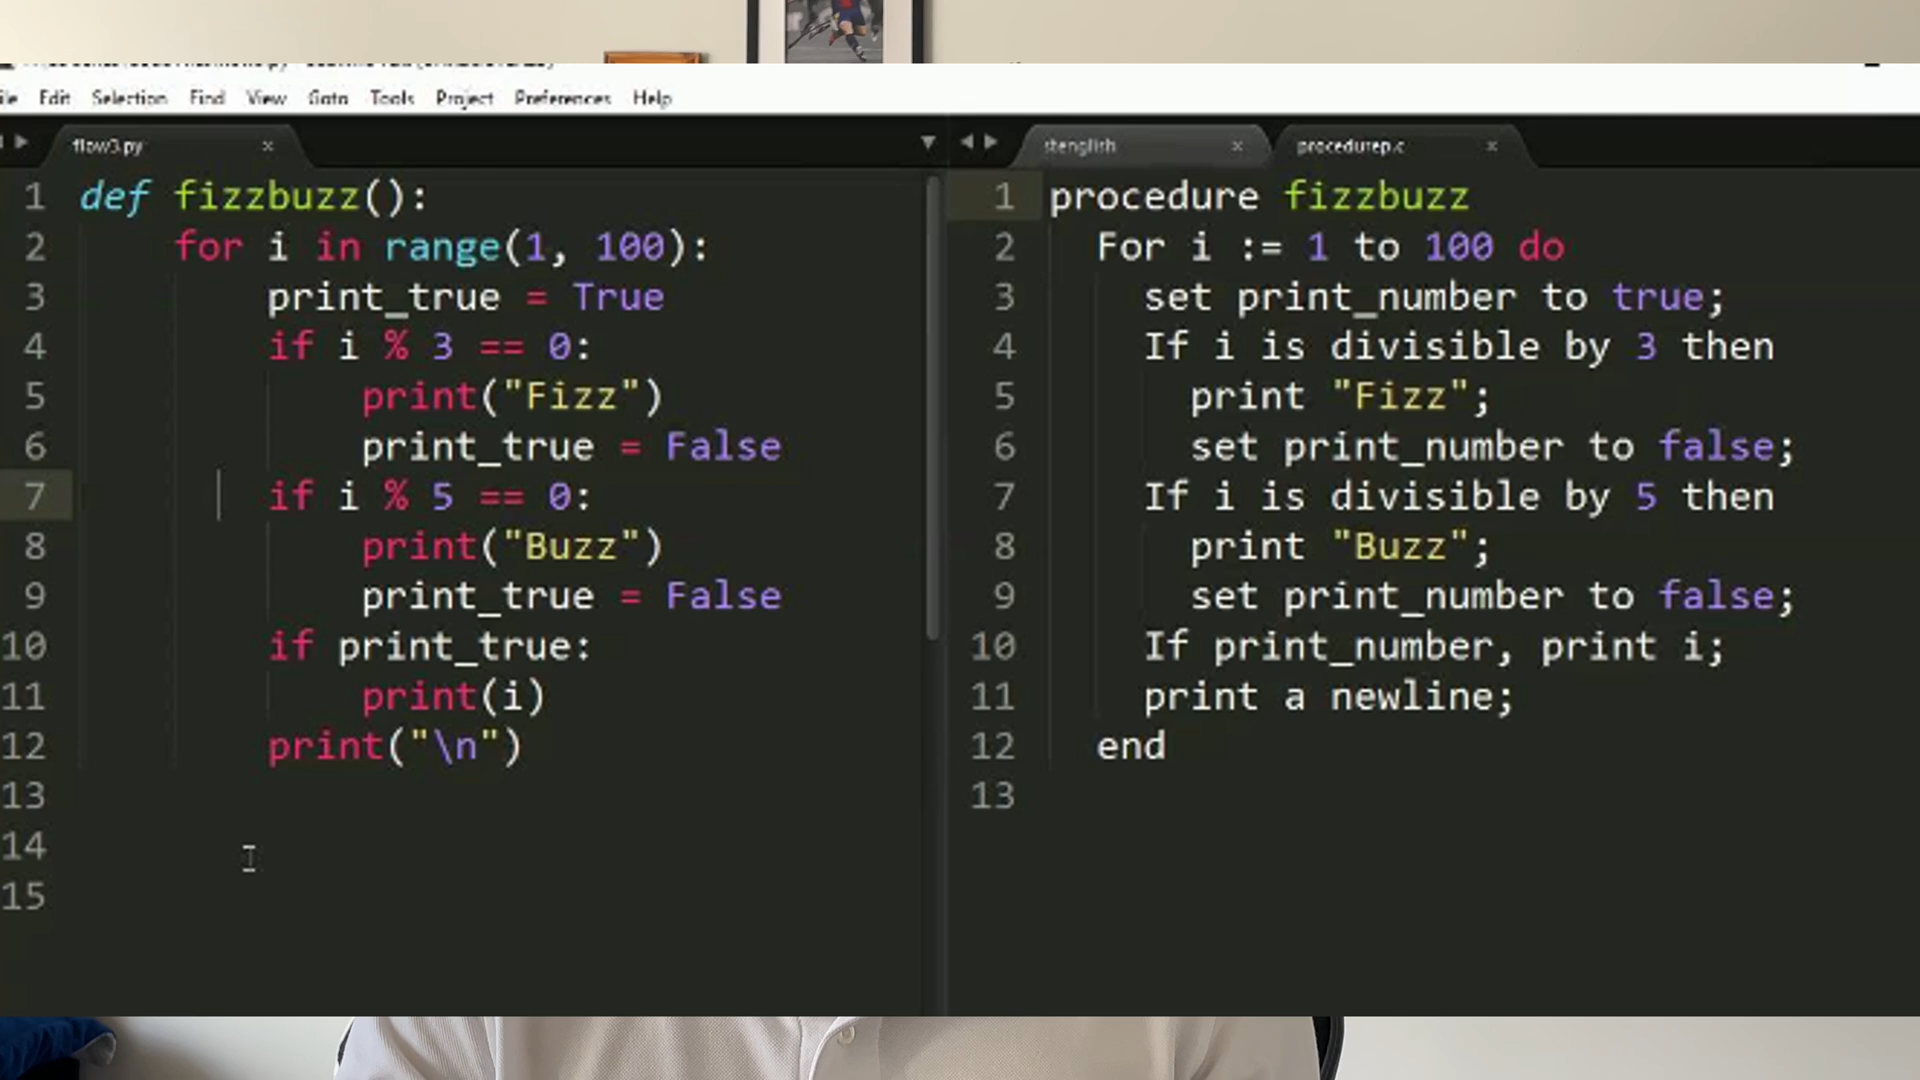 Edit Selection Find View Goto Tools Project Preferences Help
flow3.py ×
1 def fizzbuzz():
2 for i in range(1, 100):
3 print_true = True
4 if i % 3 == 0:
5 print("Fizz")
6 print_true = False
7 if i % 5 == 0:
8 print("Buzz")
9 print_true = False
10 if print_true:
11 print(i)
12 print("\n")
13
14
15
stenglish × procedurep.c ×
1 procedure fizzbuzz
2 For i := 1 to 100 do
3 set print_number to true;
4 If i is divisible by 3 then
5 print "Fizz";
6 set print_number to false;
7 If i is divisible by 5 then
8 print "Buzz";
9 set print_number to false;
10 If print_number, print i;
11 print a newline;
12 end
13